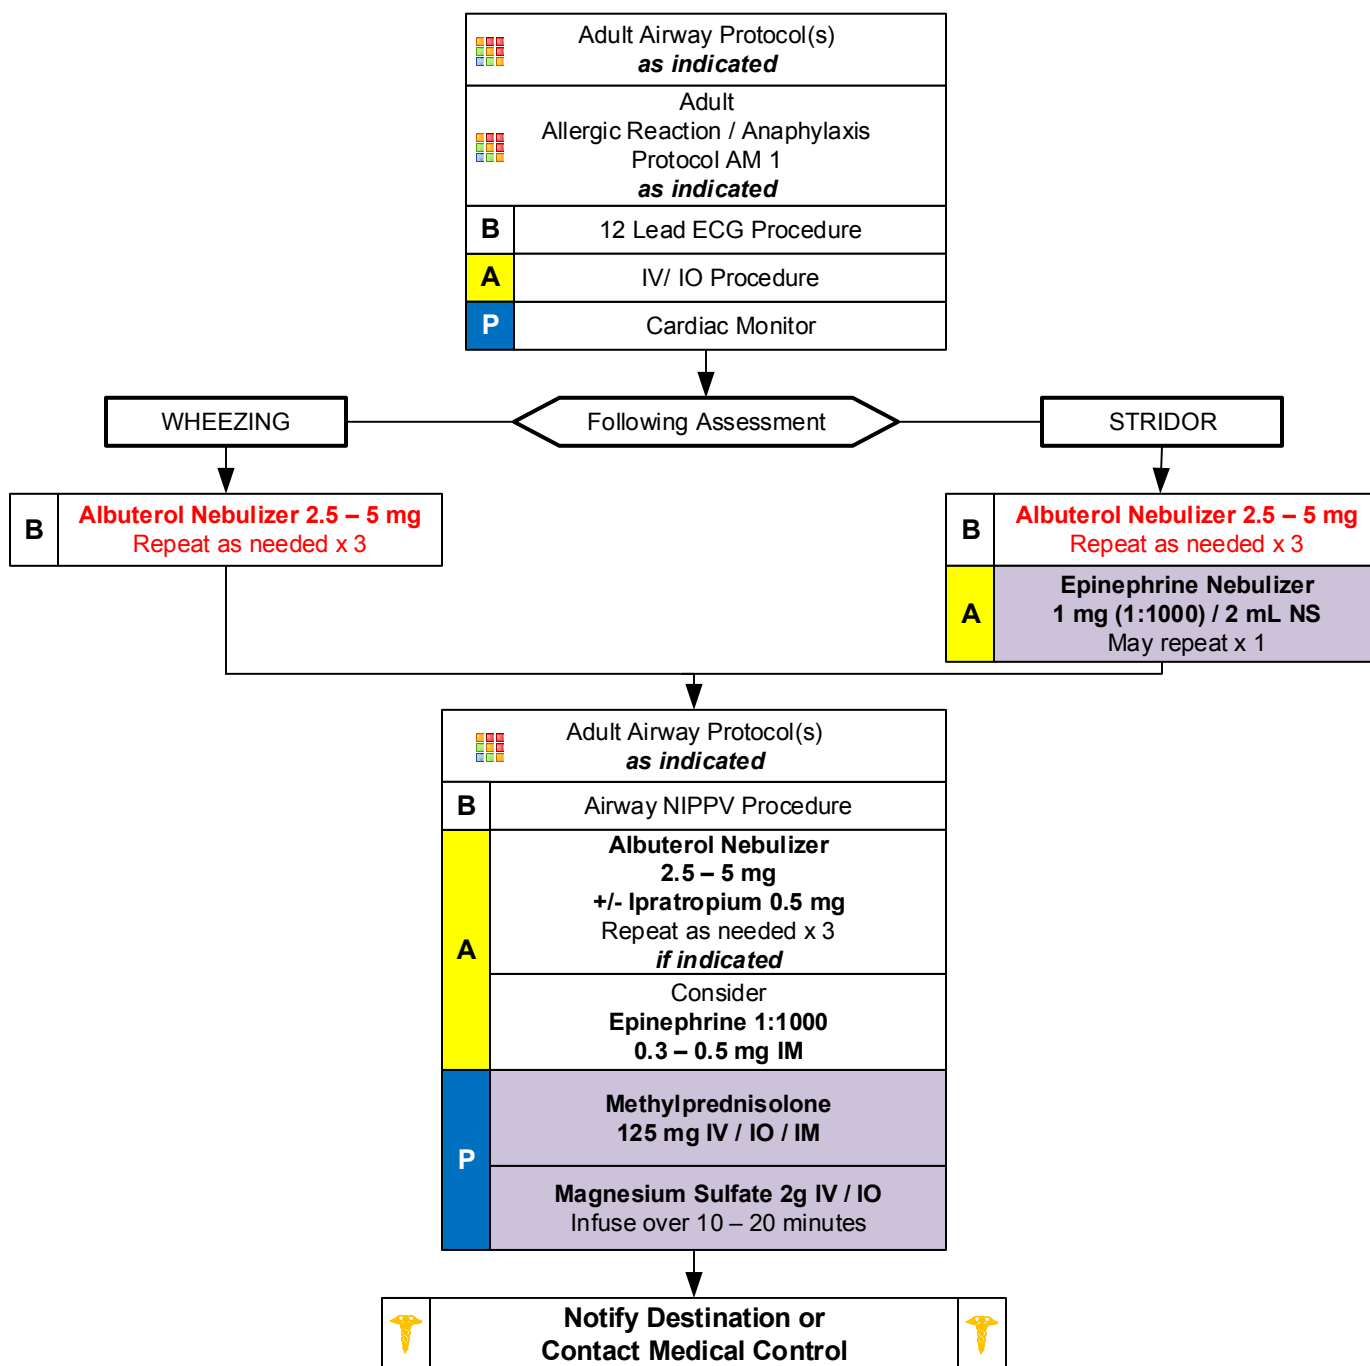 Adult Airway Protocol(s)
as indicated
Adult
Allergic Reaction / Anaphylaxis
Protocol AM 1
as indicated
B
12 Lead ECG Procedure
A
IV/ IO Procedure
P
Cardiac Monitor
WHEEZING
Following Assessment
STRIDOR
B
Albuterol Nebulizer 2.5 – 5 mg
Repeat as needed x 3
B
Albuterol Nebulizer 2.5 – 5 mg
Repeat as needed x 3
A
Epinephrine Nebulizer
1 mg (1:1000) / 2 mL NS
May repeat x 1
Adult Airway Protocol(s)
as indicated
B
Airway NIPPV Procedure
A
Albuterol Nebulizer
2.5 – 5 mg
+/- Ipratropium 0.5 mg
Repeat as needed x 3
if indicated
Consider
Epinephrine 1:1000
0.3 – 0.5 mg IM
P
Methylprednisolone
125 mg IV / IO / IM
Magnesium Sulfate 2g IV / IO
Infuse over 10 – 20 minutes
Notify Destination or
Contact Medical Control